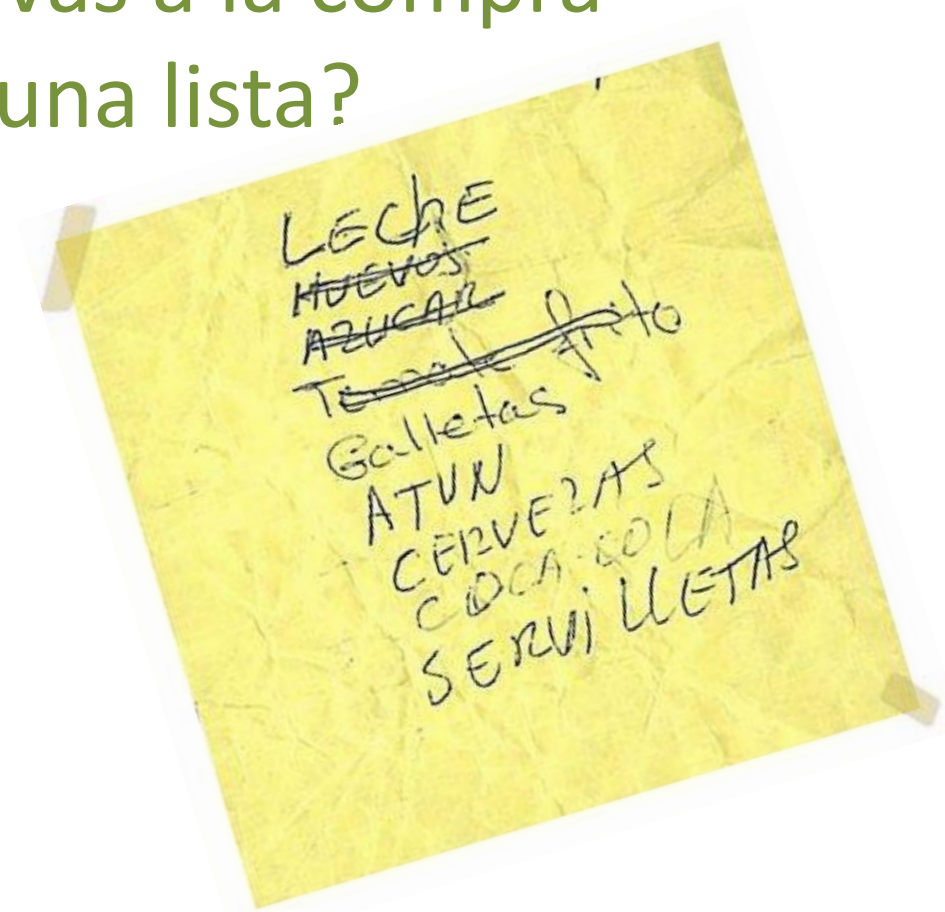 vas a la compra
una lista?
LECHE
HUEVOS
AZUCAR
Tomate frito
Galletas
ATUN
CERVEZAS
COCA-COLA
SERVILLETAS